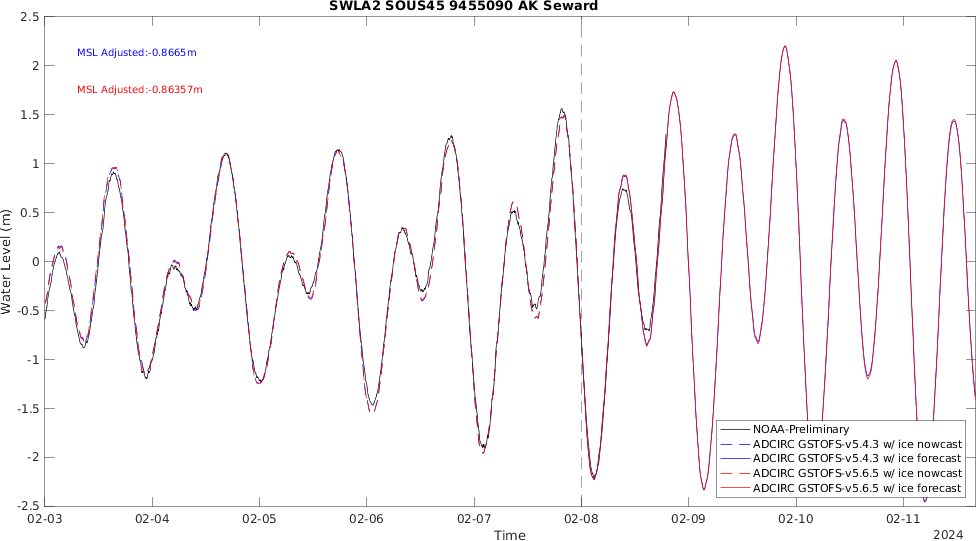 SWLA2 SOUS45 9455090 AK Seward
2.5
MSL Adjusted:-0.8665m
2
MSL Adjusted:-0.86357m
1.5
1
0.5
0
Water Level (m)
-0.5
-1
-1.5
NOAA-Preliminary
ADCIRC GSTOFS-v5.4.3 w/ ice nowcast
-2
ADCIRC GSTOFS-v5.4.3 w/ ice forecast
ADCIRC GSTOFS-v5.6.5 w/ ice nowcast
ADCIRC GSTOFS-v5.6.5 w/ ice forecast
-2.5
02-03 02-04 02-05 02-06 02-07 02-08 02-09 02-10 02-11
Time
2024